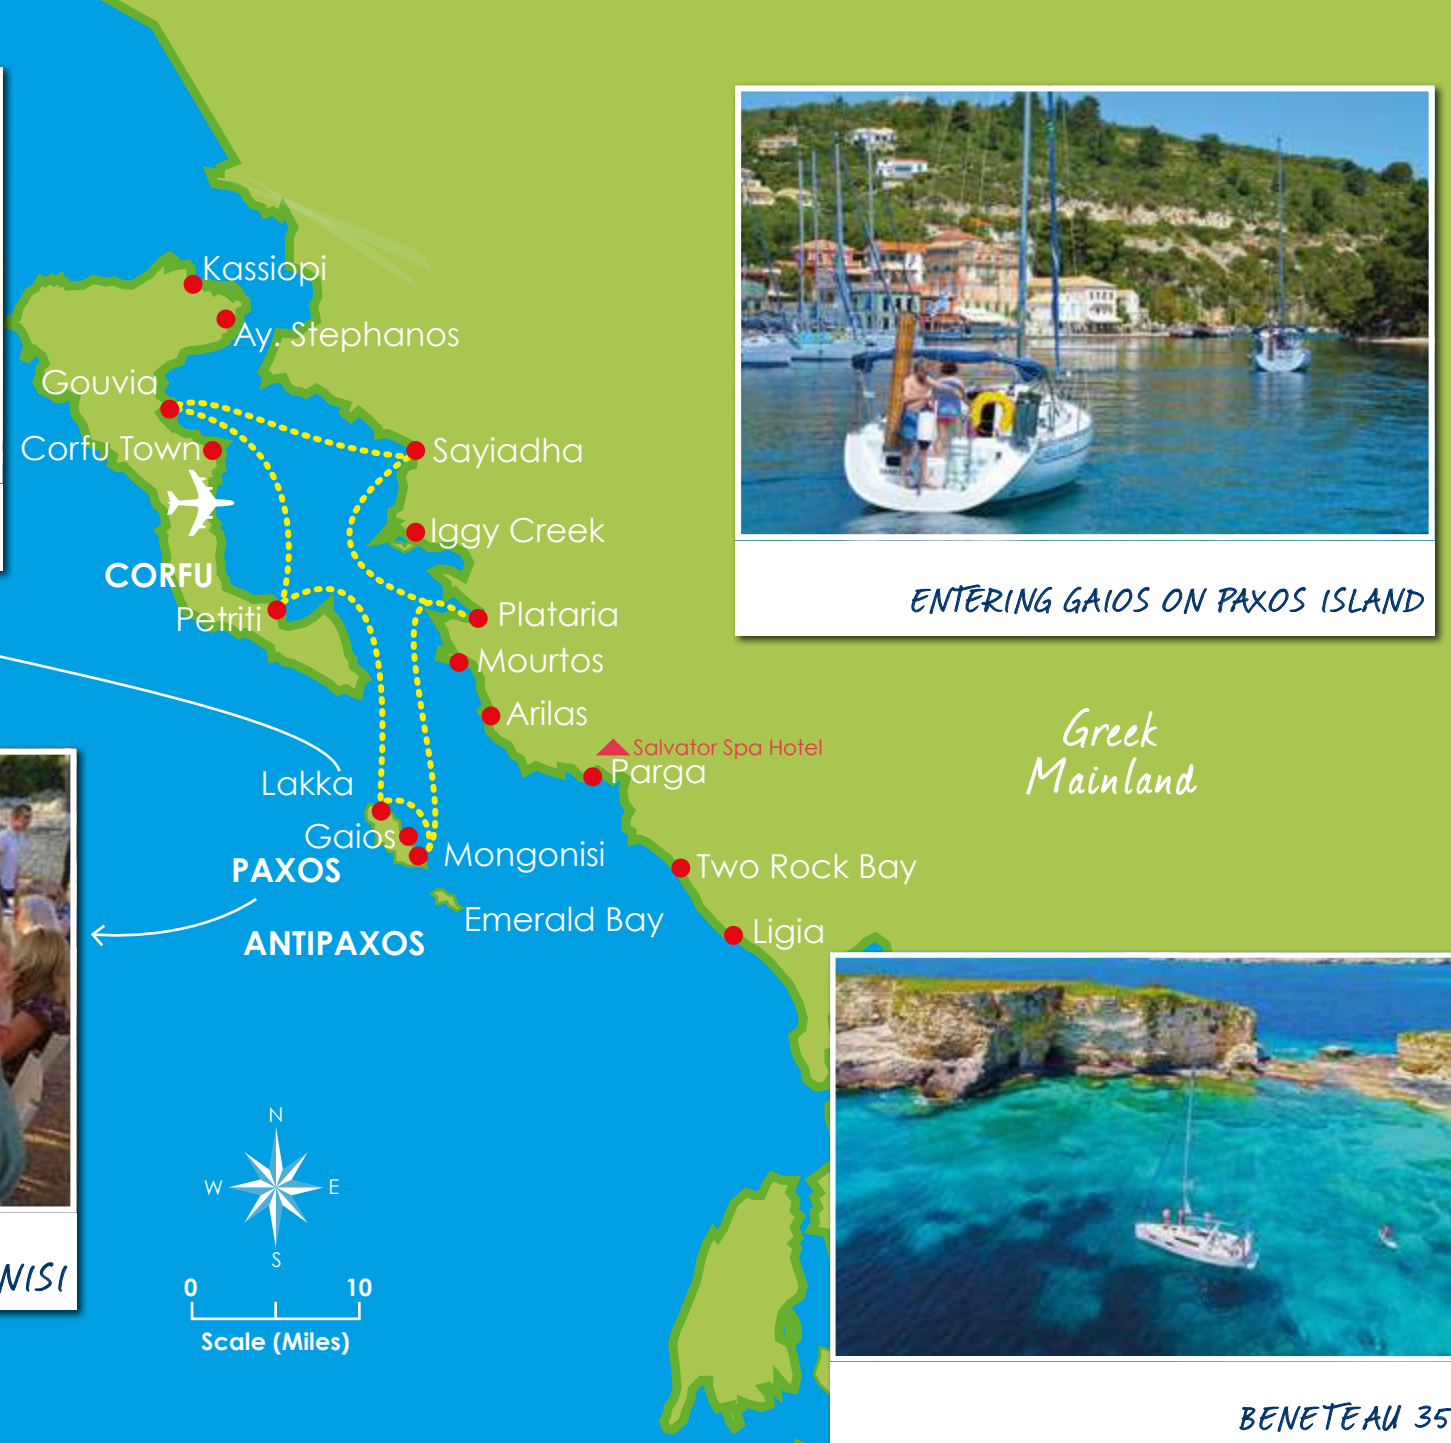 Kassiopi
Ay. Stephanos
Gouvia
Corfu Town
Sayiadha
Iggy Creek
CORFU
Petriti
Plataria
Mourtos
Arilas
Salvator Spa Hotel
Parga
Lakka
Gaios
PAXOS
Mongonisi
Two Rock Bay
Emerald Bay
ANTIPAXOS
Ligia
ENTERING GAIOS ON PAXOS ISLAND
Greek
Mainland
N
W
E
S
0 10
Scale (Miles)
NISI
BENETEAU 35